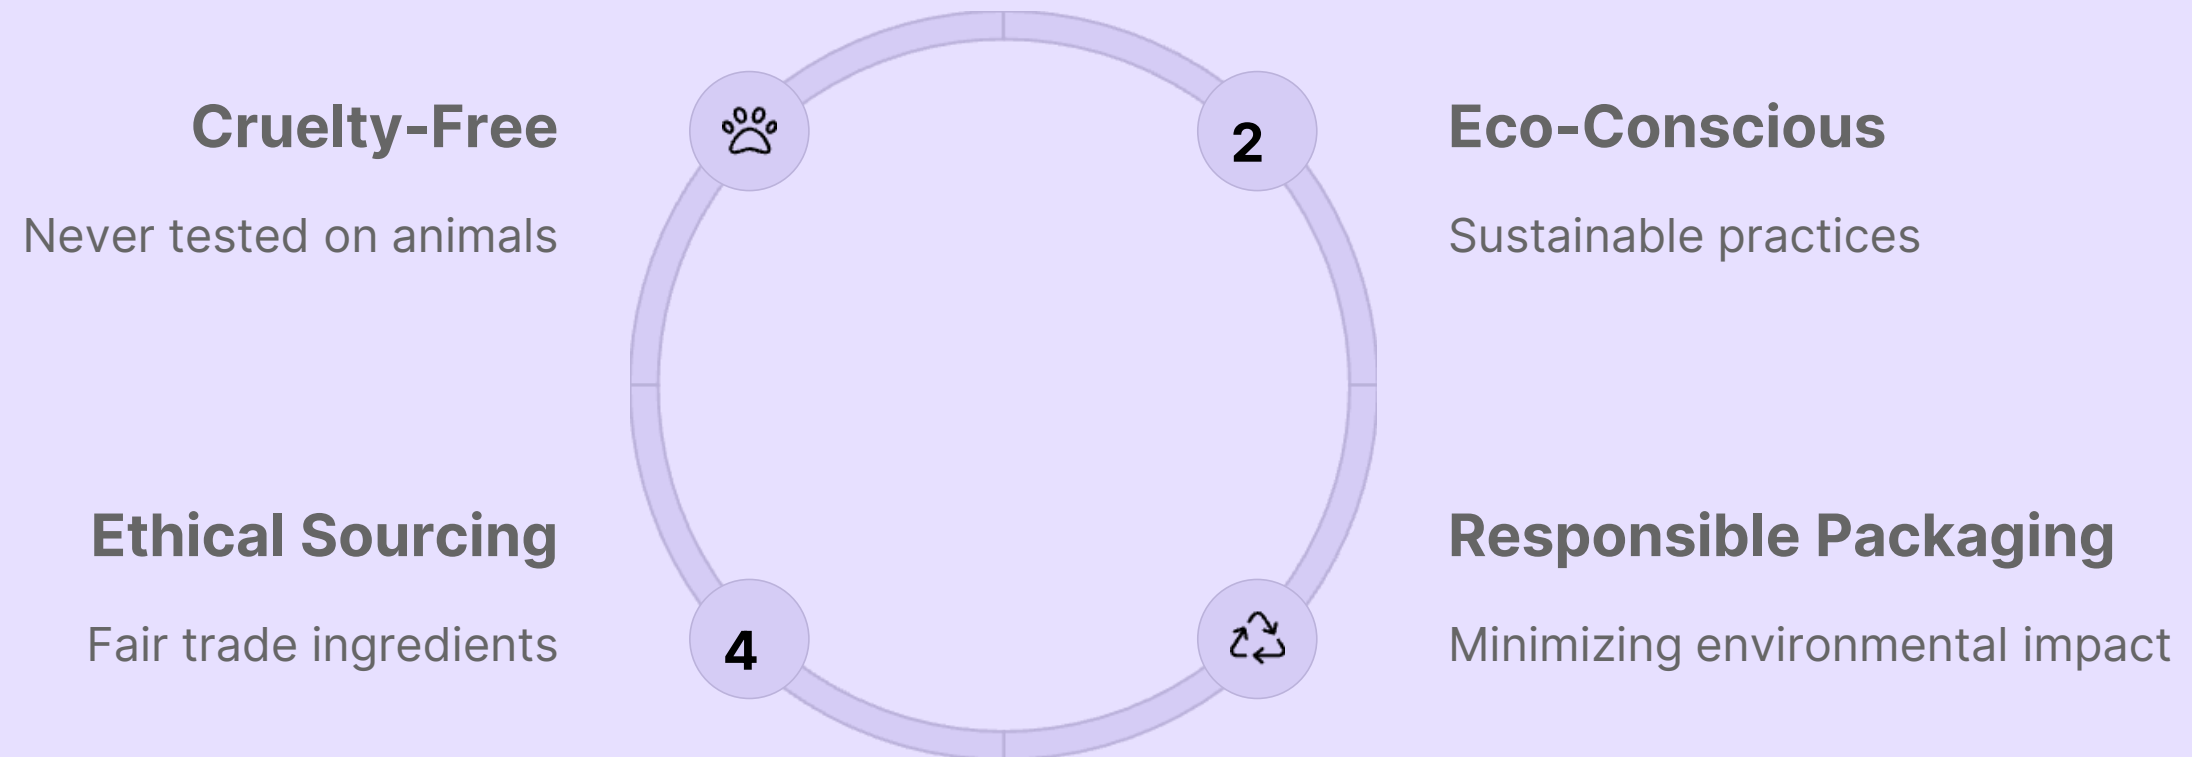 Cruelty-Free
Never tested on animals
2
Eco-Conscious
Sustainable practices
Ethical Sourcing
Fair trade ingredients
4
Responsible Packaging
Minimizing environmental impact